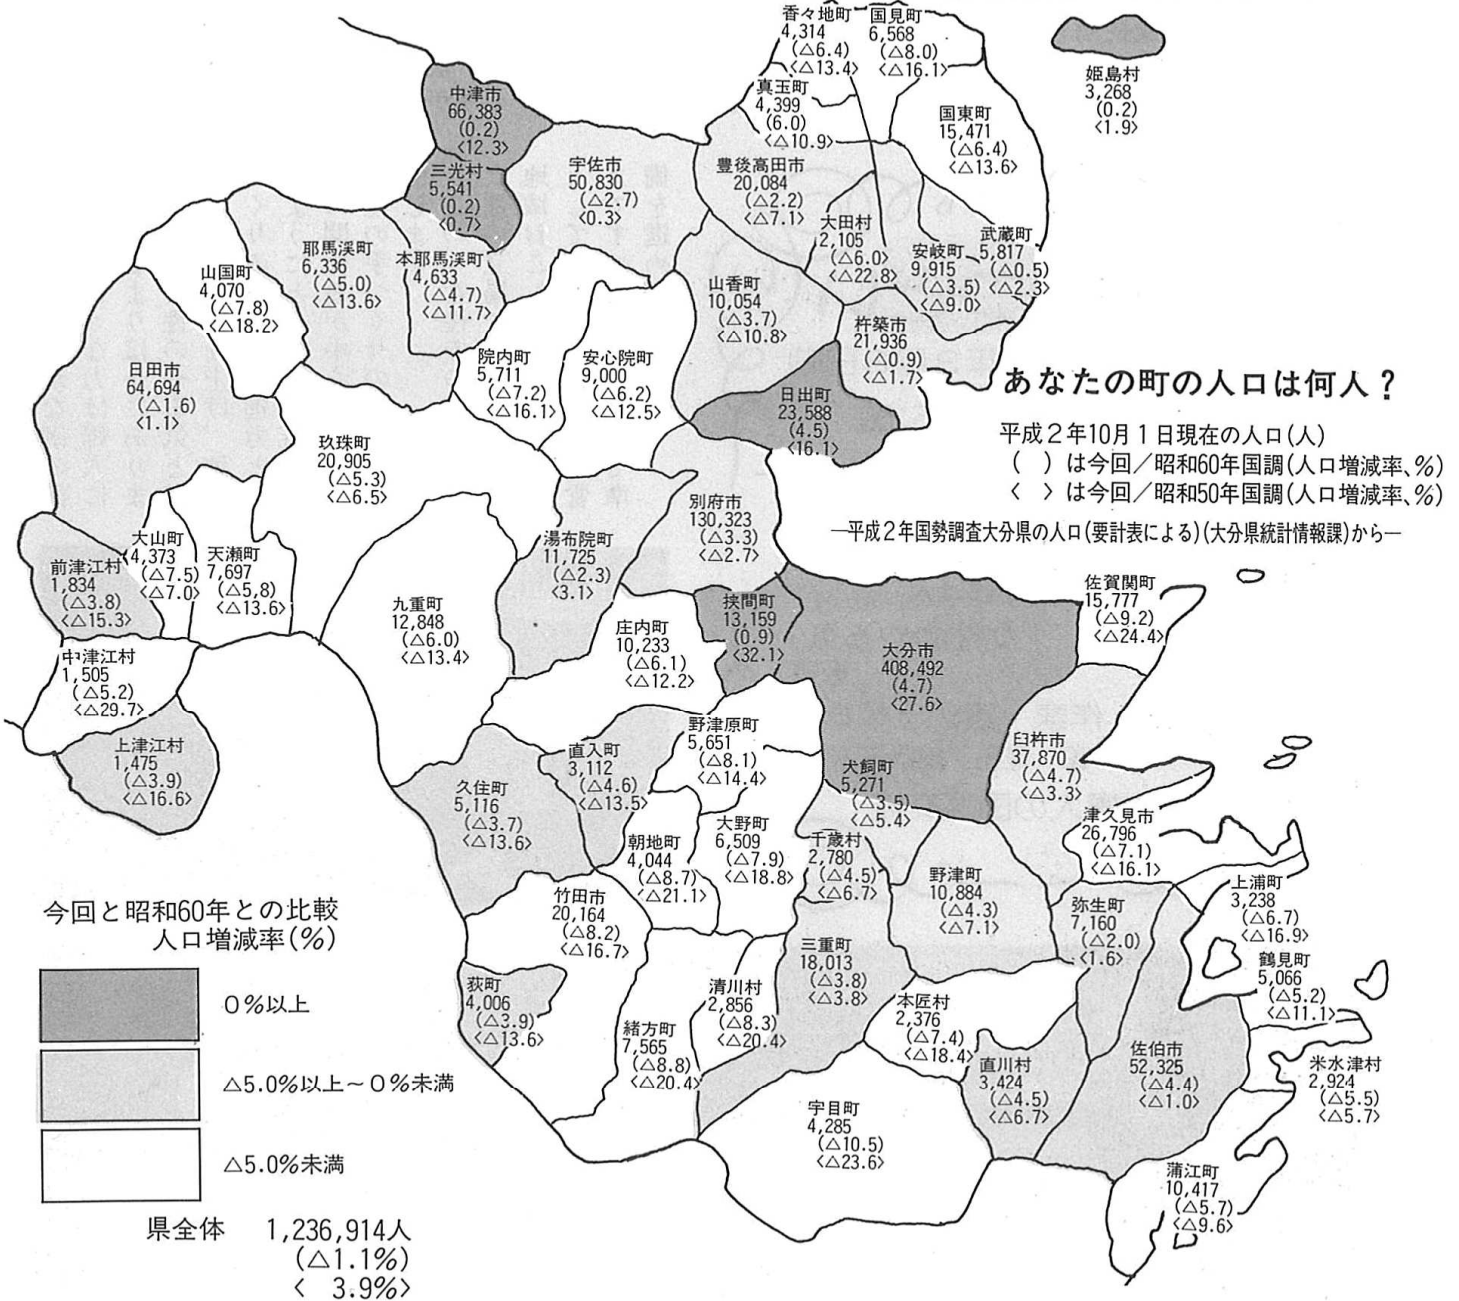 香々地町
4,314
(△6.4)
<△13.4>
国見町
6,568
(△8.0)
<△16.1>
姫島村
3,268
(0.2)
<1.9>
中津市
66,383
(0.2)
<12.3>
真玉町
4,399
(6.0)
<△10.9>
国東町
15,471
(△6.4)
<△13.6>
三光村
5,541
(0.2)
<0.7>
宇佐市
50,830
(△2.7)
<0.3>
豊後高田市
20,084
(△2.2)
<△7.1>
大田村
2,105
(△6.0)
<△22.8>
安岐町
9,915
(△3.5)
<△9.0>
武蔵町
5,817
(△0.5)
<△2.3>
山国町
4,070
(△7.8)
<△18.2>
耶馬渓町
6,336
(△5.0)
<△13.6>
本耶馬渓町
4,633
(△4.7)
<△11.7>
山香町
10,054
(△3.7)
<△10.8>
杵築市
21,936
(△0.9)
<△1.7>
日田市
64,694
(△1.6)
<1.1>
院内町
5,711
(△7.2)
<△16.1>
安心院町
9,000
(△6.2)
<△12.5>
日出町
23,588
(4.5)
<16.1>
あなたの町の人口は何人?
平成2年10月1日現在の人口(人)
( )は今回/昭和60年国調(人口増減率、%)
< >は今回/昭和50年国調(人口増減率、%)
―平成2年国勢調査大分県の人口(要計表による)(大分県統計情報課)から―
玖珠町
20,905
(△5.3)
<△6.5>
別府市
130,323
(△3.3)
<△2.7>
湯布院町
11,725
(△2.3)
<3.1>
前津江村
1,834
(△3.8)
<△15.3>
大山町
4,373
(△7.5)
<△7.0>
天瀬町
7,697
(△5,8)
<△13.6>
九重町
12,848
(△6.0)
<△13.4>
庄内町
10,233
(△6.1)
<△12.2>
挾間町
13,159
(0.9)
<32.1>
大分市
408,492
(4.7)
<27.6>
佐賀関町
15,777
(△9.2)
<△24.4>
中津江村
1,505
(△5.2)
<△29.7>
上津江村
1,475
(△3.9)
<△16.6>
久住町
5,116
(△3.7)
<△13.6>
直入町
3,112
(△4.6)
<△13.5>
野津原町
5,651
(△8.1)
<△14.4>
犬飼町
5,271
(△3.5)
<△5.4>
臼杵市
37,870
(△4.7)
<△3.3>
津久見市
26,796
(△7.1)
<△16.1>
朝地町
4,044
(△8.7)
<△21.1>
大野町
6,509
(△7.9)
<△18.8>
千歳村
2,780
(△4.5)
<△6.7>
野津町
10,884
(△4.3)
<△7.1>
弥生町
7,160
(△2.0)
<1.6>
上浦町
3,238
(△6.7)
<△16.9>
竹田市
20,164
(△8.2)
<△16.7>
三重町
18,013
(△3.8)
<△3.8>
鶴見町
5,066
(△5.2)
<△11.1>
荻町
4,006
(△3.9)
<△13.6>
緒方町
7,565
(△8.8)
<△20.4>
清川村
2,856
(△8.3)
<△20.4>
本匠村
2,376
(△7.4)
<△18.4>
直川村
3,424
(△4.5)
<△6.7>
佐伯市
52,325
(△4.4)
<△1.0>
米水津村
2,924
(△5.5)
<△5.7>
宇目町
4,285
(△10.5)
<△23.6>
蒲江町
10,417
(△5.7)
<△9.6>
今回と昭和60年との比較
人口増減率(%)
0%以上
△5.0%以上~0%未満
△5.0%未満
県全体 1,236,914人
(△1.1%)
< 3.9%>